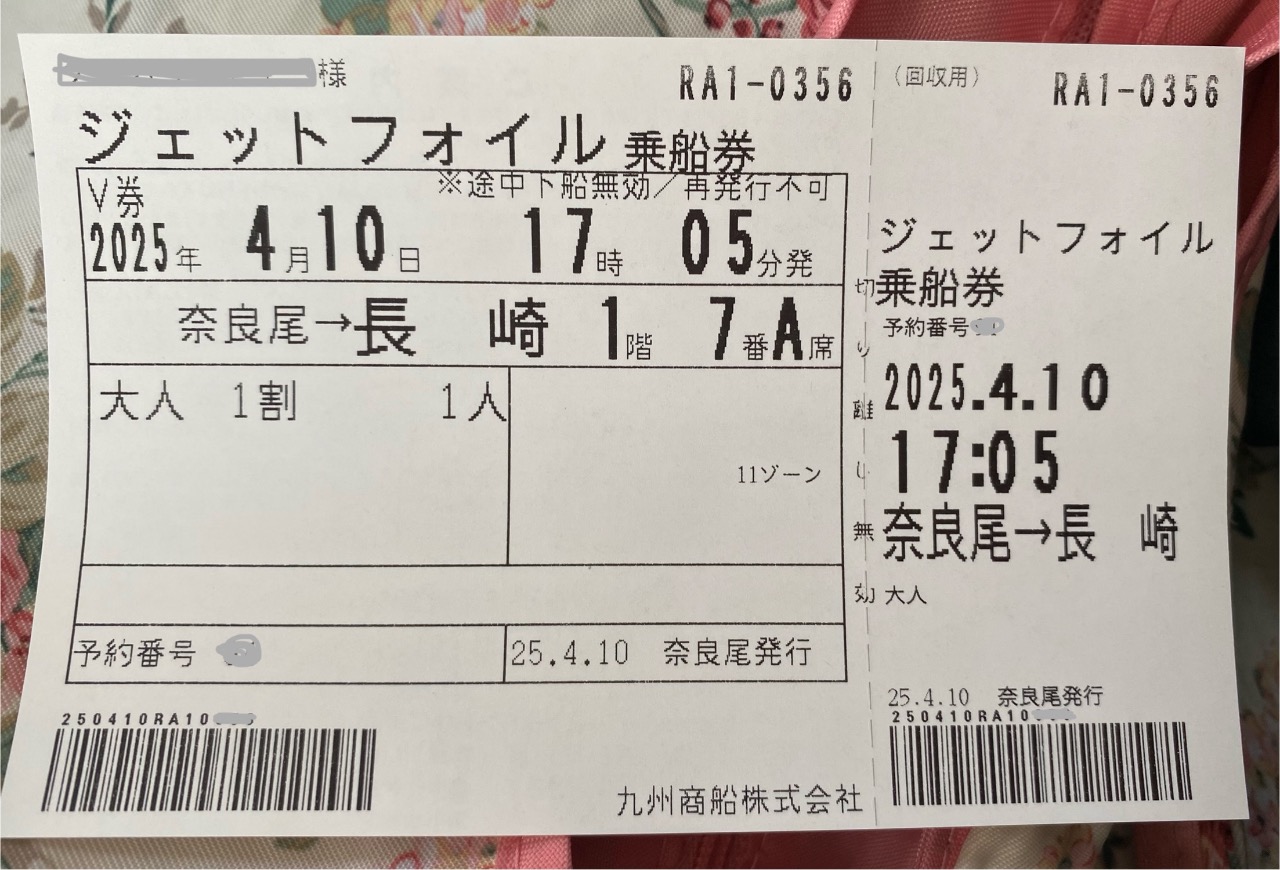 様
RA1-0356
ジェットフォイル 乗船券
V券
※途中下船無効/再発行不可
2025年 4月10日 17時 05分発
奈良尾→長 崎 1階 7番A席
大人 1割 1人
11ゾーン
予約番号
25.4.10 奈良尾発行
250410RA10
九州商船株式会社
切り離し無効
(回収用)
RA1-0356
ジェットフォイル
乗船券
予約番号
2025.4.10
17:05
奈良尾→長 崎
大人
25.4.10 奈良尾発行
250410RA10